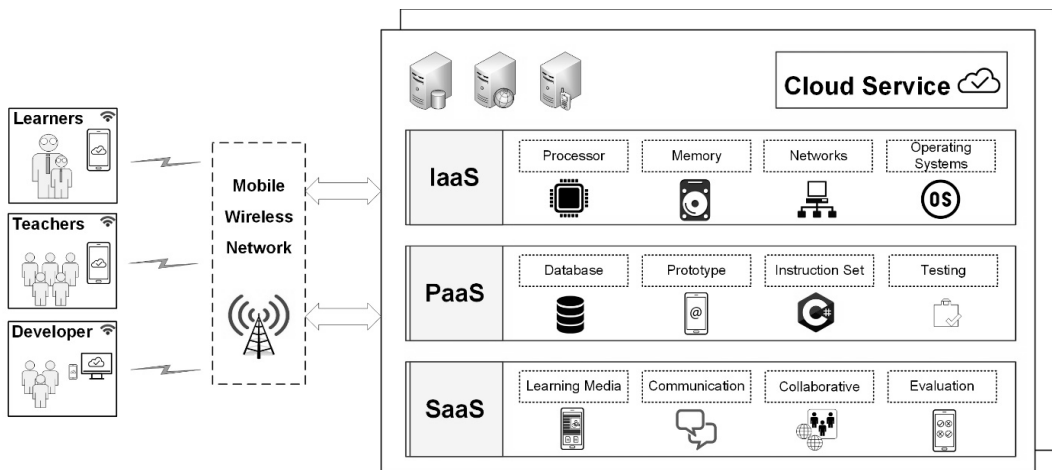 Learners
Teachers
Developer
Mobile
Wireless
Network
Cloud Service
IaaS
Processor
Memory
Networks
Operating
Systems
OS
PaaS
Database
Prototype
Instruction Set
Testing
@
C#
SaaS
Learning Media
Communication
Collaborative
Evaluation